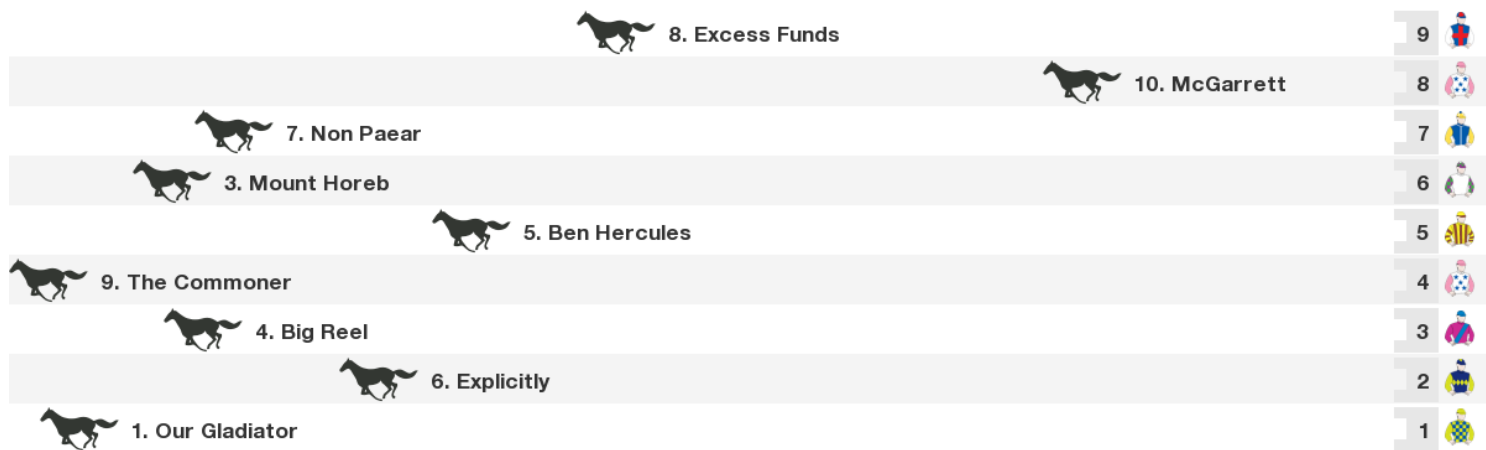 8. Excess Funds 9
10. McGarrett 8
7. Non Paear 7
3. Mount Horeb 6
5. Ben Hercules 5
9. The Commoner 4
4. Big Reel 3
6. Explicitly 2
1. Our Gladiator 1